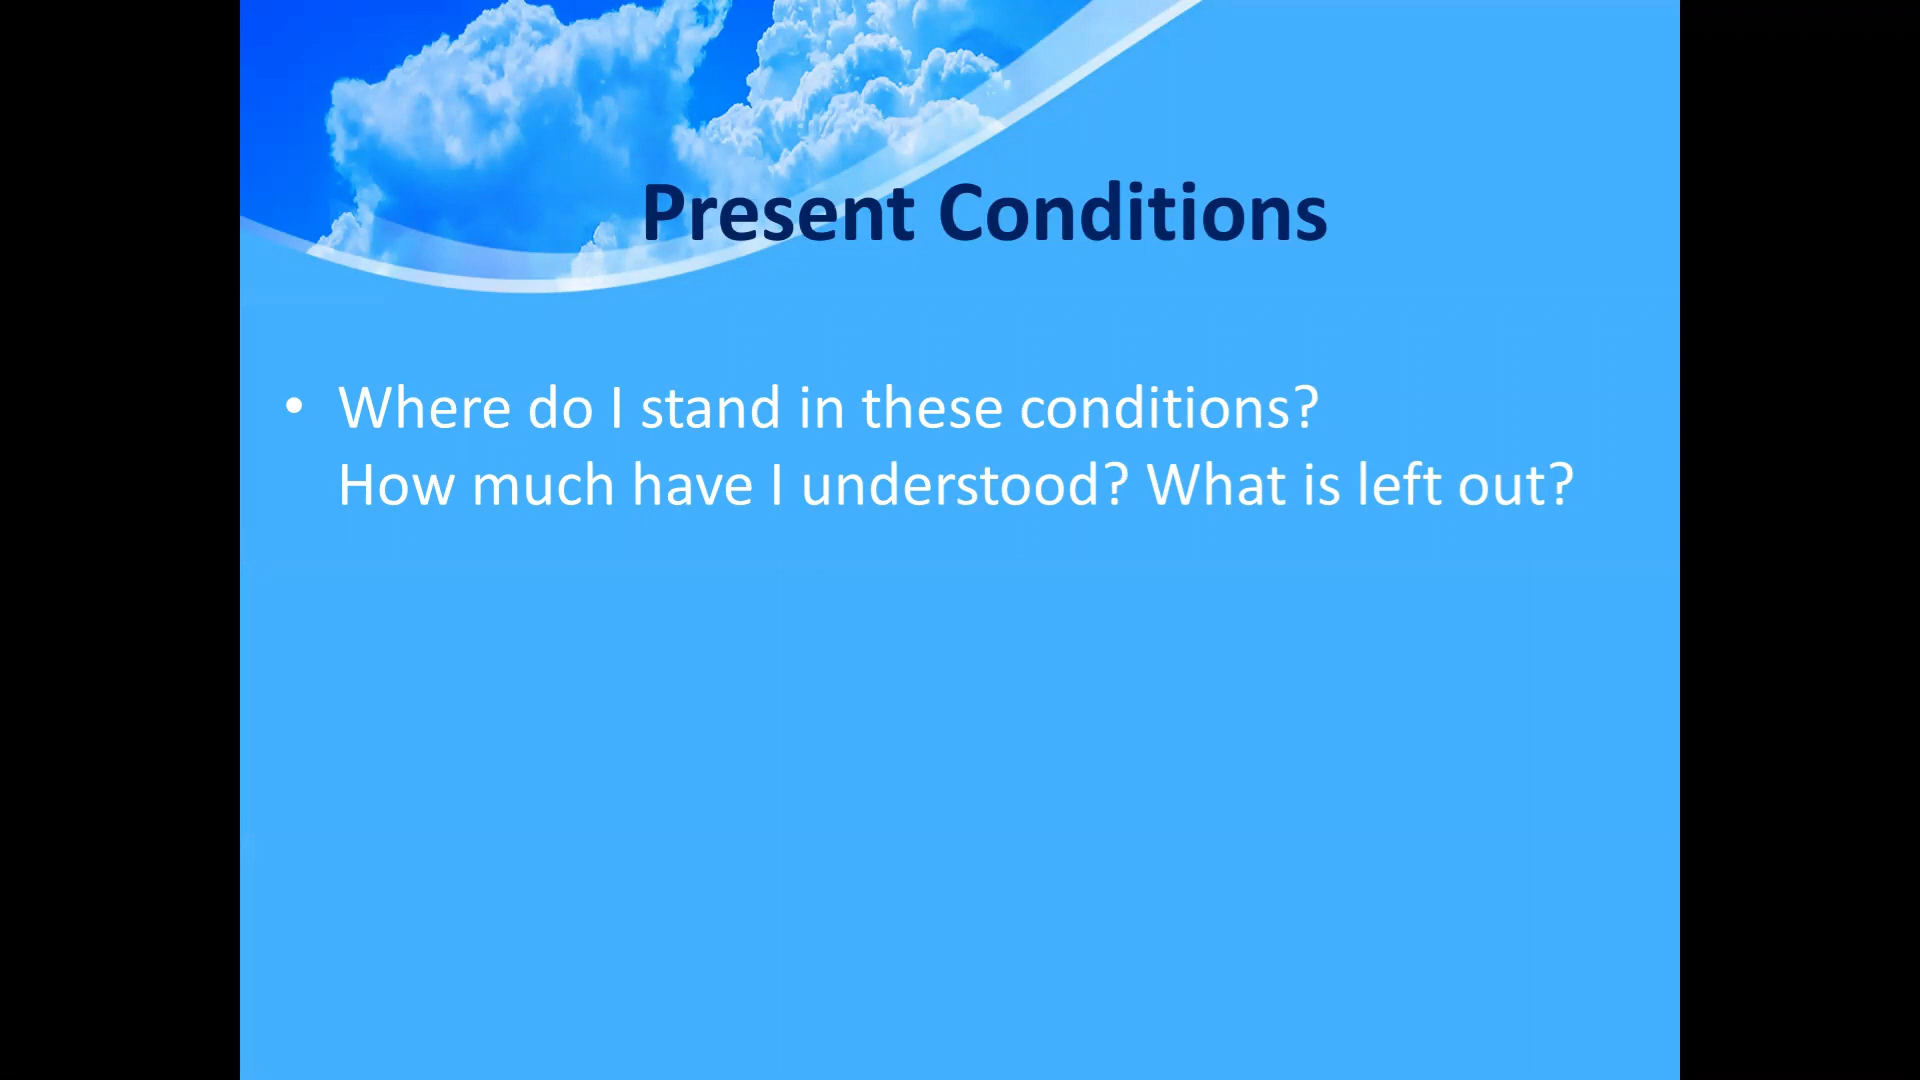 Present Conditions
• Where do I stand in these conditions?
How much have I understood? What is left out?